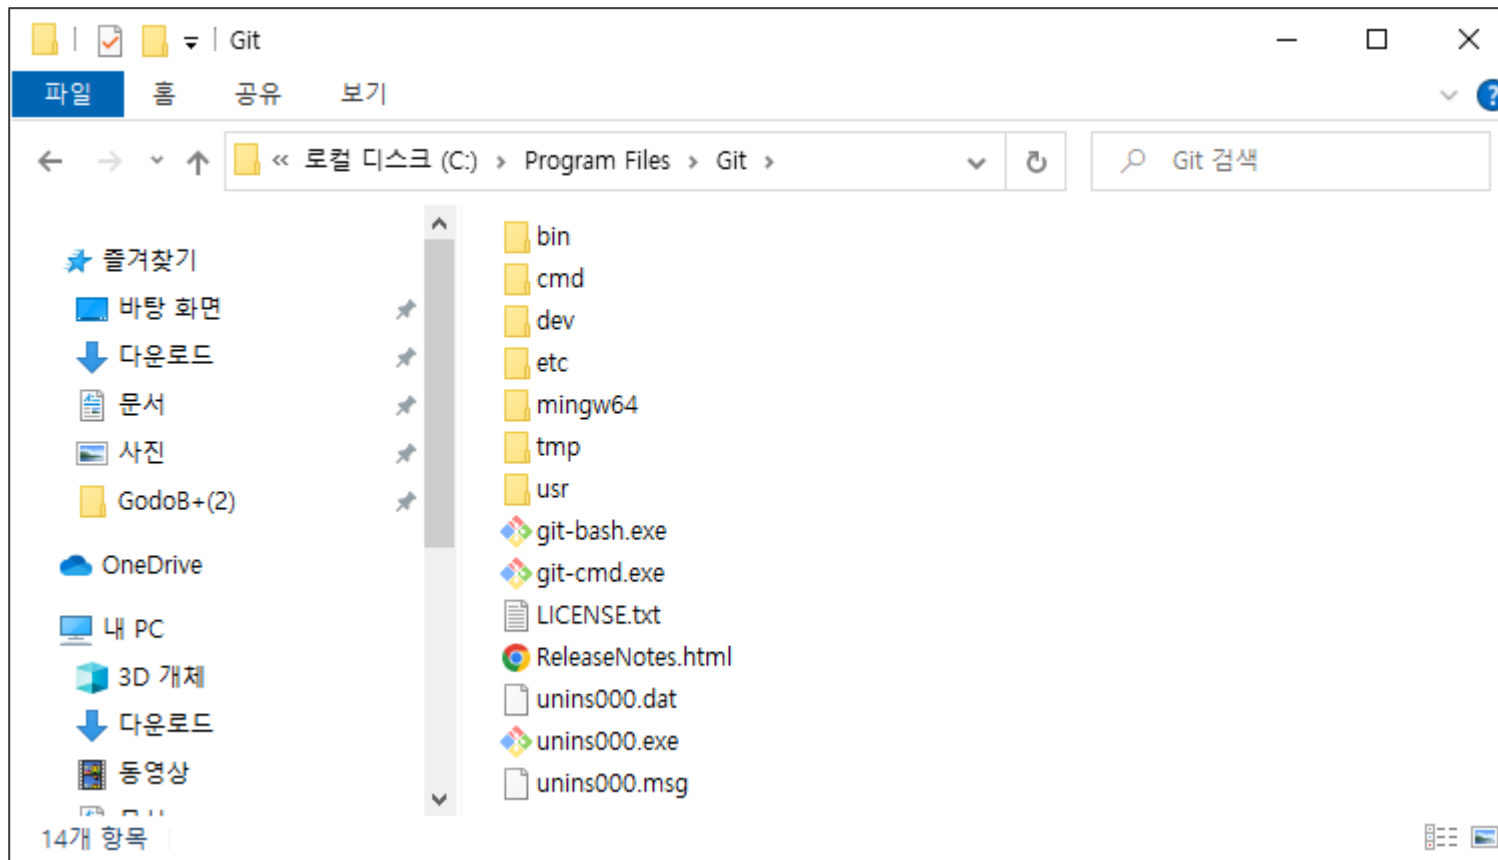 Git
파일 홈 공유 보기
« 로컬 디스크 (C:) › Program Files › Git ›
Git 검색
즐겨찾기
바탕 화면
다운로드
문서
사진
GodoB+(2)
OneDrive
내 PC
3D 개체
다운로드
동영상
bin
cmd
dev
etc
mingw64
tmp
usr
git-bash.exe
git-cmd.exe
LICENSE.txt
ReleaseNotes.html
unins000.dat
unins000.exe
unins000.msg
14개 항목